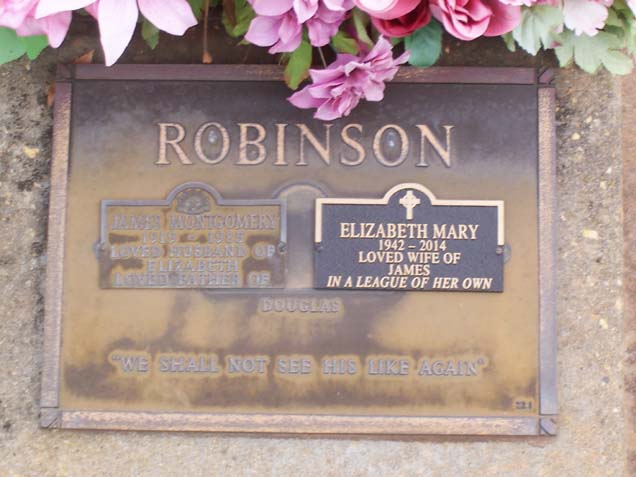 ROBINSON
JAMES MONTGOMERY
LOVED HUSBAND OF
ELIZABETH
LOVED FATHER OF
DOUGLAS
ELIZABETH MARY
1942 – 2014
LOVED WIFE OF
JAMES
IN A LEAGUE OF HER OWN
"WE SHALL NOT SEE HIS LIKE AGAIN"